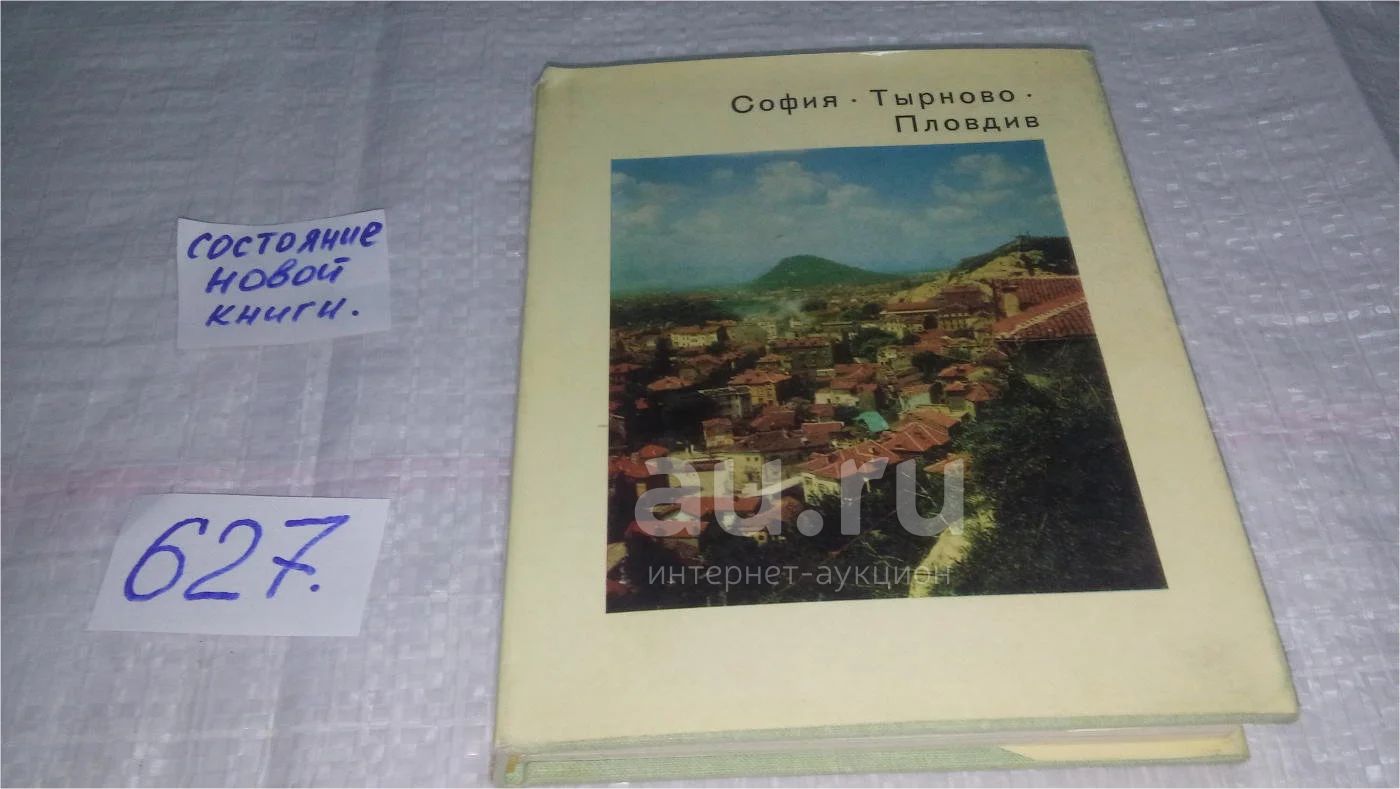 София · Тырново ·
Пловдив
состояние
новой
книги.
627.
au.ru
интернет-аукцион